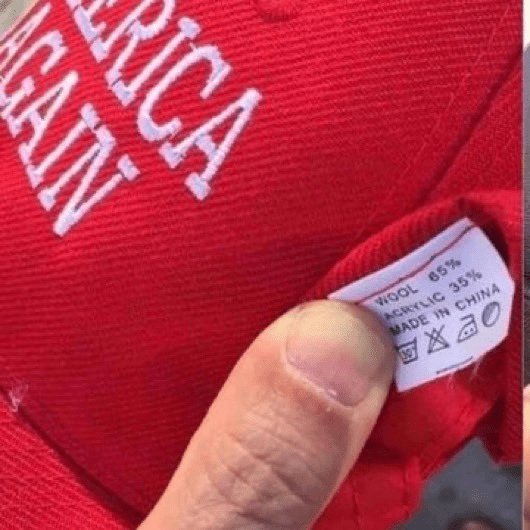 ERICA
AGAIN
WOOL 65%
ACRYLIC 35%
MADE IN CHINA